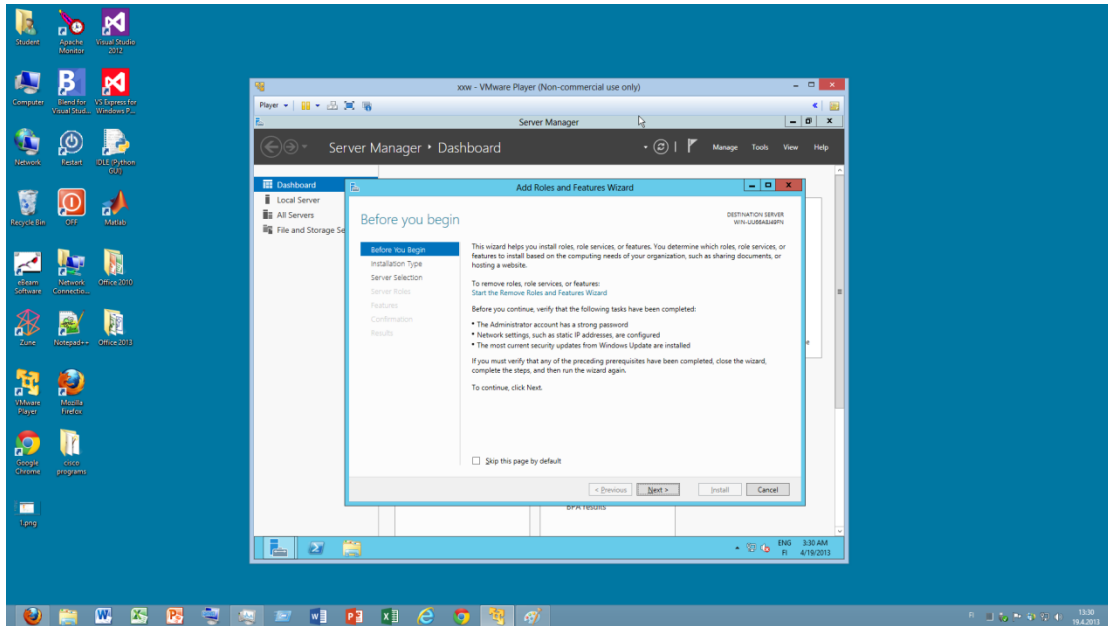 Student
Apache
Monitor
Visual Studio
2012
Computer
Blend for
Visual Stud...
VS Express for
Windows P...
Network
Restart
IDLE (Python
GUI)
Recycle Bin
OFF
Matlab
eBeam
Software
Network
Connectio...
Office 2010
Zune
Notepad++
Office 2013
VMware
Player
Mozilla
Firefox
Google
Chrome
cisco
programs
1.png
xxw - VMware Player (Non-commercial use only)
Player
Server Manager
Server Manager • Dashboard
Manage Tools View Help
Dashboard
Local Server
All Servers
File and Storage Se
Add Roles and Features Wizard
Before you begin
DESTINATION SERVER
Before You Begin
Installation Type
Server Selection
Server Roles
Features
Confirmation
Results
This wizard helps you install roles, role services, or features. You determine which roles, role services, or
features to install based on the computing needs of your organization, such as sharing documents, or
hosting a website.
To remove roles, role services, or features:
Start the Remove Roles and Features Wizard
Before you continue, verify that the following tasks have been completed:
• The Administrator account has a strong password
• Network settings, such as static IP addresses, are configured
• The most current security updates from Windows Update are installed
If you must verify that any of the preceding prerequisites have been completed, close the wizard,
complete the steps, and then run the wizard again.
To continue, click Next.
Skip this page by default
< Previous Next > Install Cancel
BPA results
ENG 3:30 AM
FI 4/19/2013
FI 13:30
19.4.2013